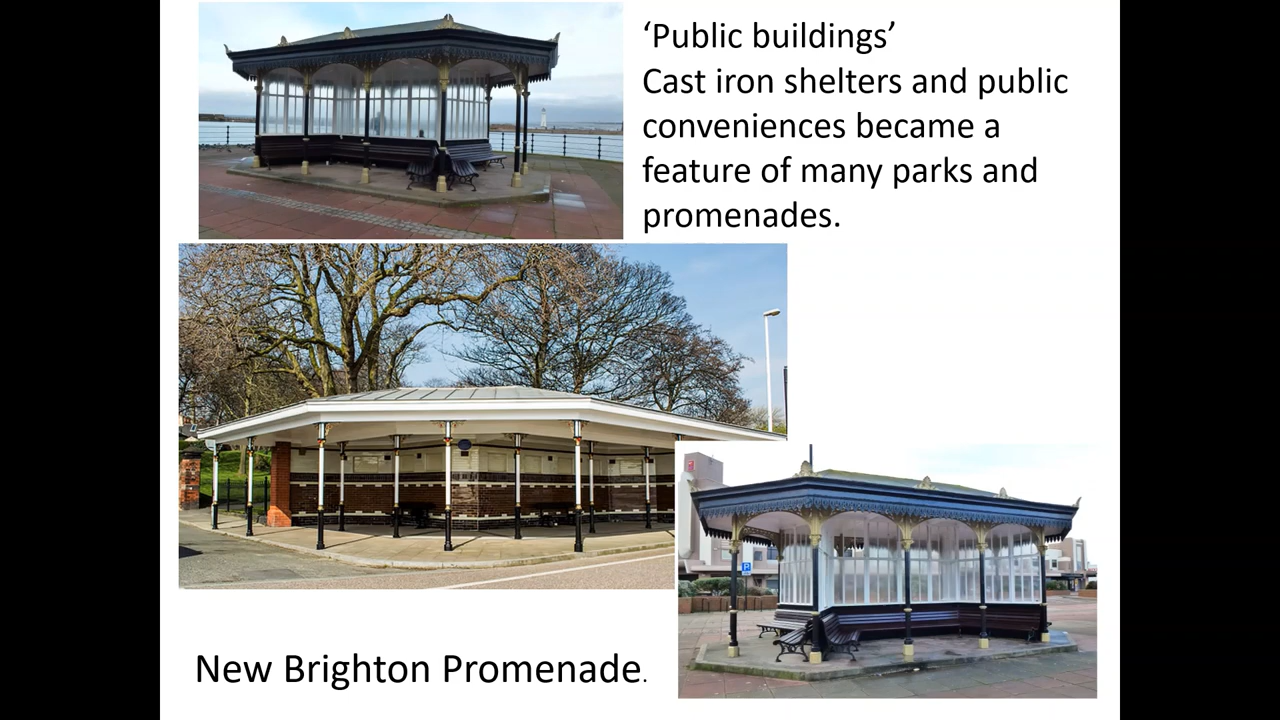 ‘Public buildings’
Cast iron shelters and public
conveniences became a
feature of many parks and
promenades.
P
New Brighton Promenade.